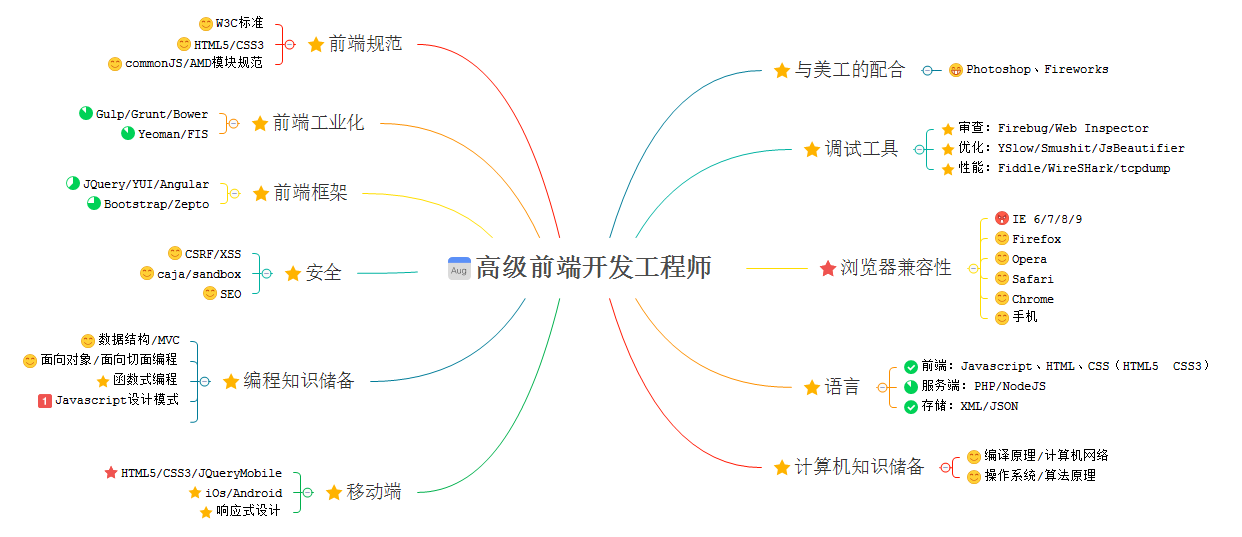 Aug
高级前端开发工程师
前端规范
W3C标准
HTML5/CSS3
commonJS/AMD模块规范
前端工业化
Gulp/Grunt/Bower
Yeoman/FIS
前端框架
JQuery/YUI/Angular
Bootstrap/Zepto
安全
CSRF/XSS
caja/sandbox
SEO
编程知识储备
数据结构/MVC
面向对象/面向切面编程
函数式编程
1
Javascript设计模式
移动端
HTML5/CSS3/JQueryMobile
iOs/Android
响应式设计
与美工的配合
Photoshop、Fireworks
调试工具
审查：Firebug/Web Inspector
优化：YSlow/Smushit/JsBeautifier
性能：Fiddle/WireSHark/tcpdump
浏览器兼容性
IE 6/7/8/9
Firefox
Opera
Safari
Chrome
手机
语言
前端：Javascript、HTML、CSS（HTML5 CSS3）
服务端：PHP/NodeJS
存储：XML/JSON
计算机知识储备
编译原理/计算机网络
操作系统/算法原理